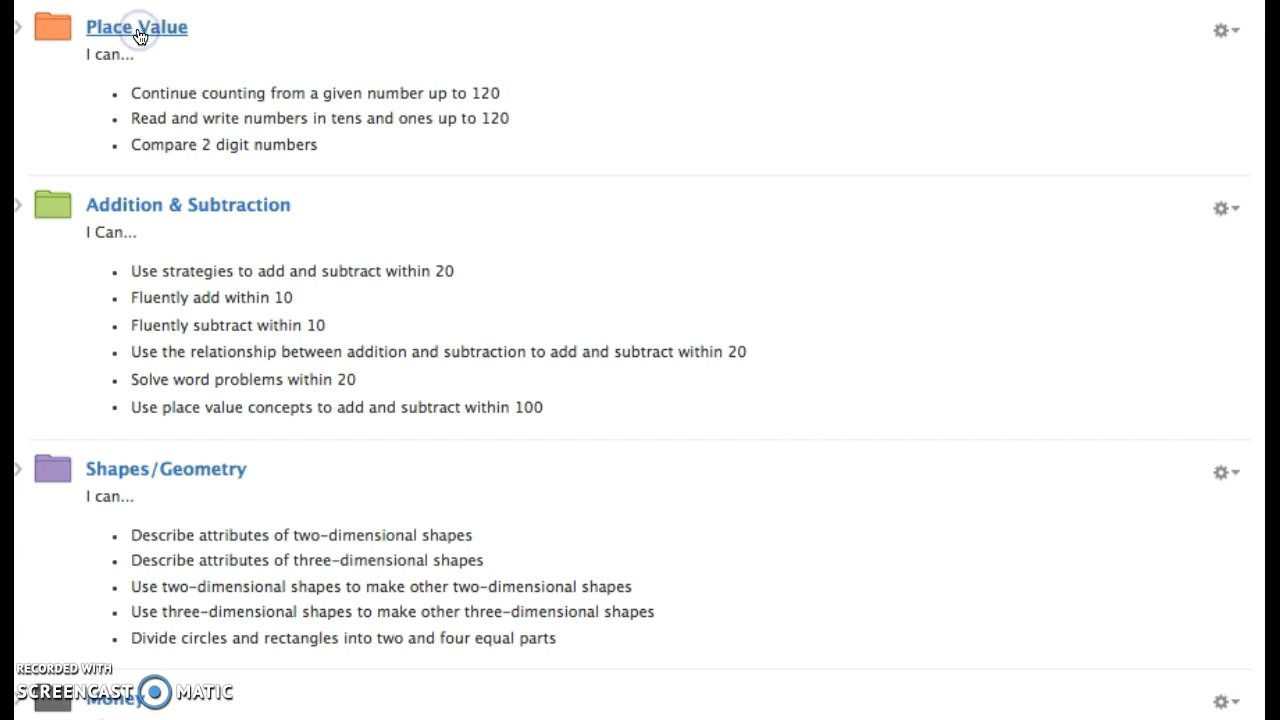 Place Value
I can...
Continue counting from a given number up to 120
Read and write numbers in tens and ones up to 120
Compare 2 digit numbers
Addition & Subtraction
I Can...
Use strategies to add and subtract within 20
Fluently add within 10
Fluently subtract within 10
Use the relationship between addition and subtraction to add and subtract within 20
Solve word problems within 20
Use place value concepts to add and subtract within 100
Shapes/Geometry
I can...
Describe attributes of two-dimensional shapes
Describe attributes of three-dimensional shapes
Use two-dimensional shapes to make other two-dimensional shapes
Use three-dimensional shapes to make other three-dimensional shapes
Divide circles and rectangles into two and four equal parts
RECORDED WITH
SCREENCAST MATIC
Money